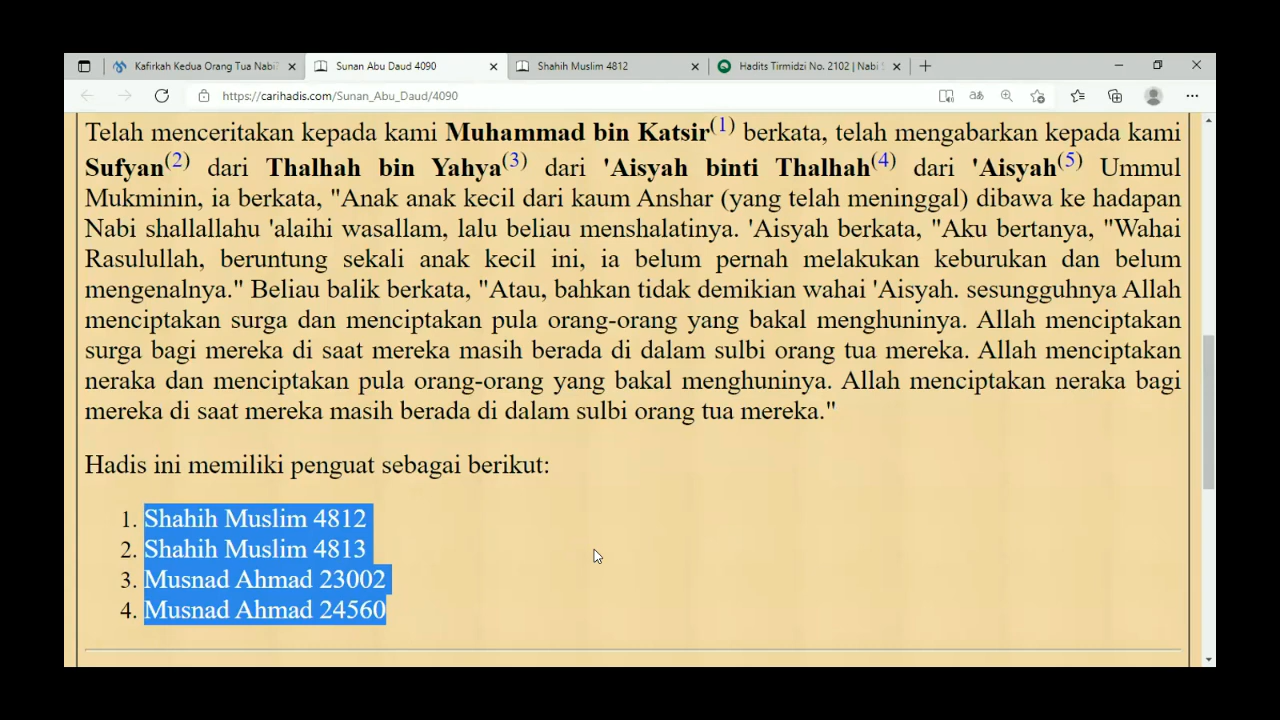 Kafirkah Kedua Orang Tua Nabi?
Sunan Abu Daud 4090
Shahih Muslim 4812
Hadits Tirmidzi No. 2102 | Nabi
https://carihadis.com/Sunan_Abu_Daud/4090
Telah menceritakan kepada kami Muhammad bin Katsir(1) berkata, telah mengabarkan kepada kami
Sufyan(2) dari Thalhah bin Yahya(3) dari 'Aisyah binti Thalhah(4) dari 'Aisyah(5) Ummul
Mukminin, ia berkata, "Anak anak kecil dari kaum Anshar (yang telah meninggal) dibawa ke hadapan
Nabi shallallahu 'alaihi wasallam, lalu beliau menshalatinya. 'Aisyah berkata, "Aku bertanya, "Wahai
Rasulullah, beruntung sekali anak kecil ini, ia belum pernah melakukan keburukan dan belum
mengenalnya." Beliau balik berkata, "Atau, bahkan tidak demikian wahai 'Aisyah. sesungguhnya Allah
menciptakan surga dan menciptakan pula orang-orang yang bakal menghuninya. Allah menciptakan
surga bagi mereka di saat mereka masih berada di dalam sulbi orang tua mereka. Allah menciptakan
neraka dan menciptakan pula orang-orang yang bakal menghuninya. Allah menciptakan neraka bagi
mereka di saat mereka masih berada di dalam sulbi orang tua mereka."
Hadis ini memiliki penguat sebagai berikut:
1. Shahih Muslim 4812
2. Shahih Muslim 4813
3. Musnad Ahmad 23002
4. Musnad Ahmad 24560